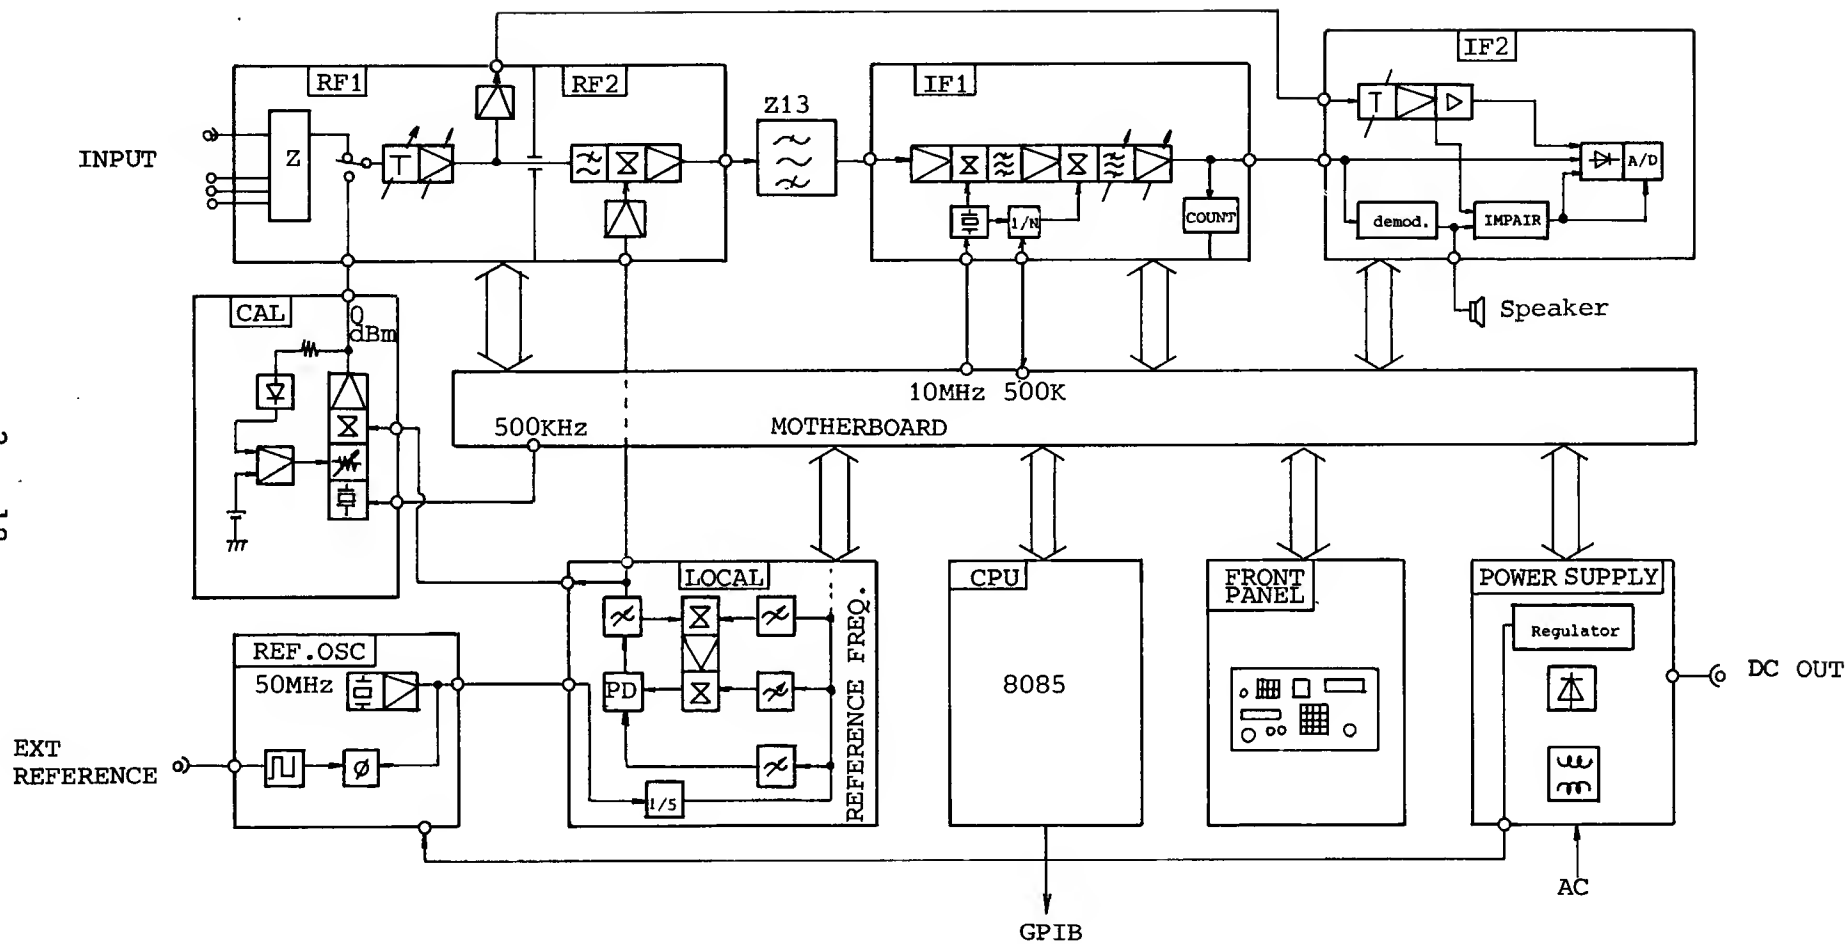 RF1
RF2
Z13
IF1
IF2
INPUT
Z
T
T
A/D
COUNT
1/N
demod.
IMPAIR
Speaker
CAL
0
dBm
10MHz 500K
500KHz
MOTHERBOARD
LOCAL
REFERENCE FREQ.
PD
1/5
REF.OSC
50MHz
EXT
REFERENCE
ø
CPU
8085
GPIB
FRONT
PANEL
POWER SUPPLY
Regulator
DC OUT
AC